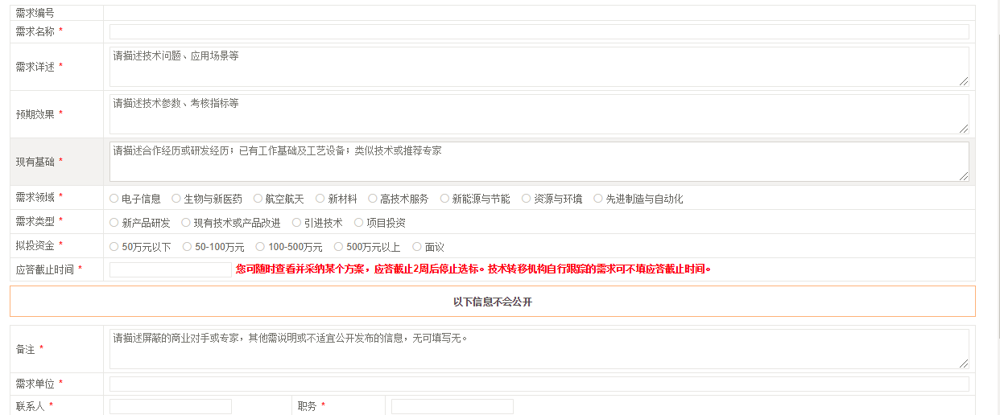 需求编号
需求名称 *
需求详述 * 请描述技术问题、应用场景等
预期效果 * 请描述技术参数、考核指标等
现有基础 * 请描述合作经历或研发经历；已有工作基础及工艺设备；类似技术或推荐专家
需求领域 * 电子信息 生物与新医药 航空航天 新材料 高技术服务 新能源与节能 资源与环境 先进制造与自动化
需求类型 * 新产品研发 现有技术或产品改进 引进技术 项目投资
拟投资金 * 50万元以下 50-100万元 100-500万元 500万元以上 面议
应答截止时间 * 您可随时查看并采纳某个方案，应答截止2周后停止选标。技术转移机构自行跟踪的需求可不填应答截止时间。
以下信息不会公开
备注 * 请描述屏蔽的商业对手或专家，其他需说明或不适宜公开发布的信息，无可填写无。
需求单位 *
联系人 * 职务 *